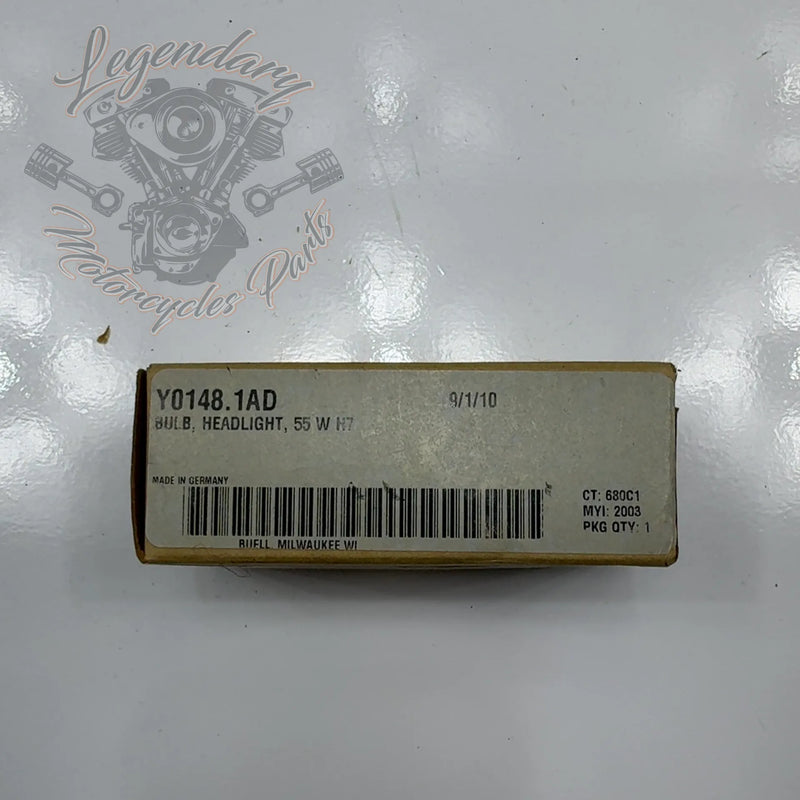 Legendary
Motorcycles Parts
Y0148.1AD 9/1/10
BULB, HEADLIGHT, 55 W H7
MADE IN GERMANY
CT: 680C1
MYI: 2003
PKG QTY: 1
BUELL, MILWAUKEE WI